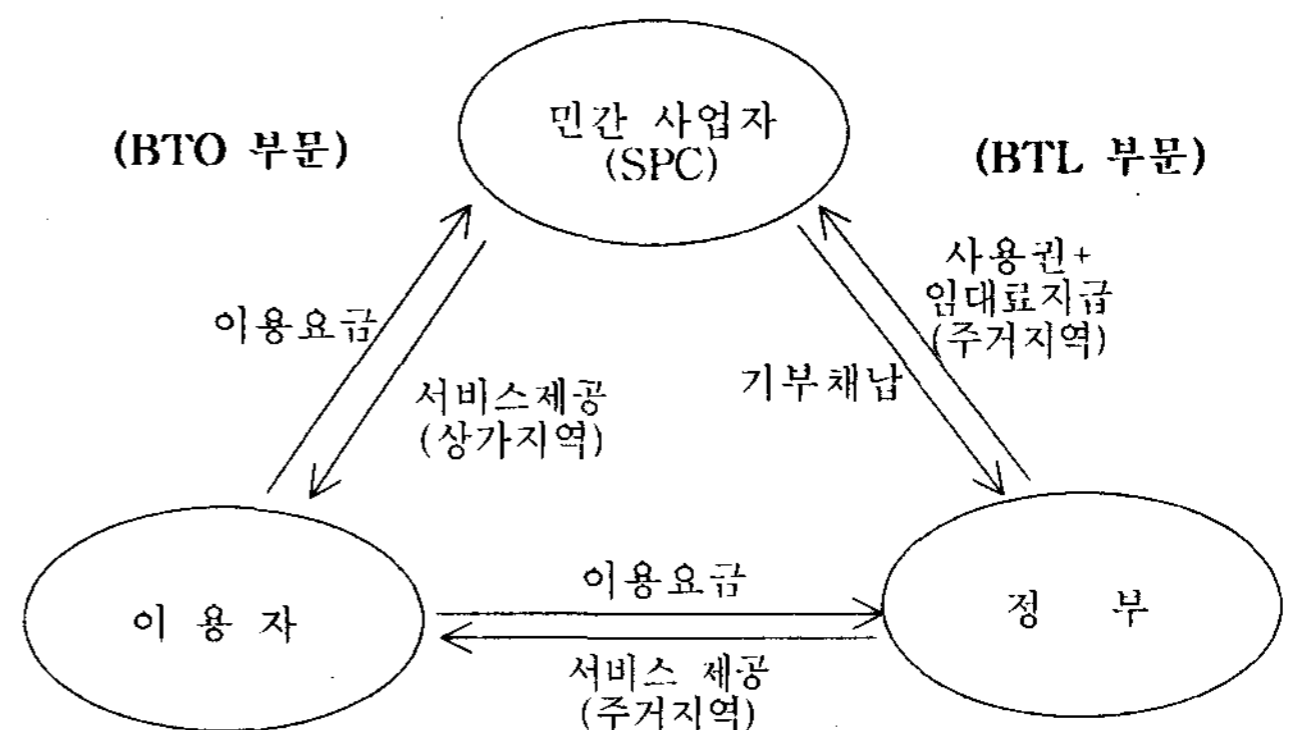 민간 사업자
(SPC)
(BTO 부문)
(BTL 부문)
사용권+
임대료지급
(주거지역)
이용요금
기부채납
서비스제공
(상가지역)
이용요금
이 용 자
정 부
서비스 제공
(주거지역)